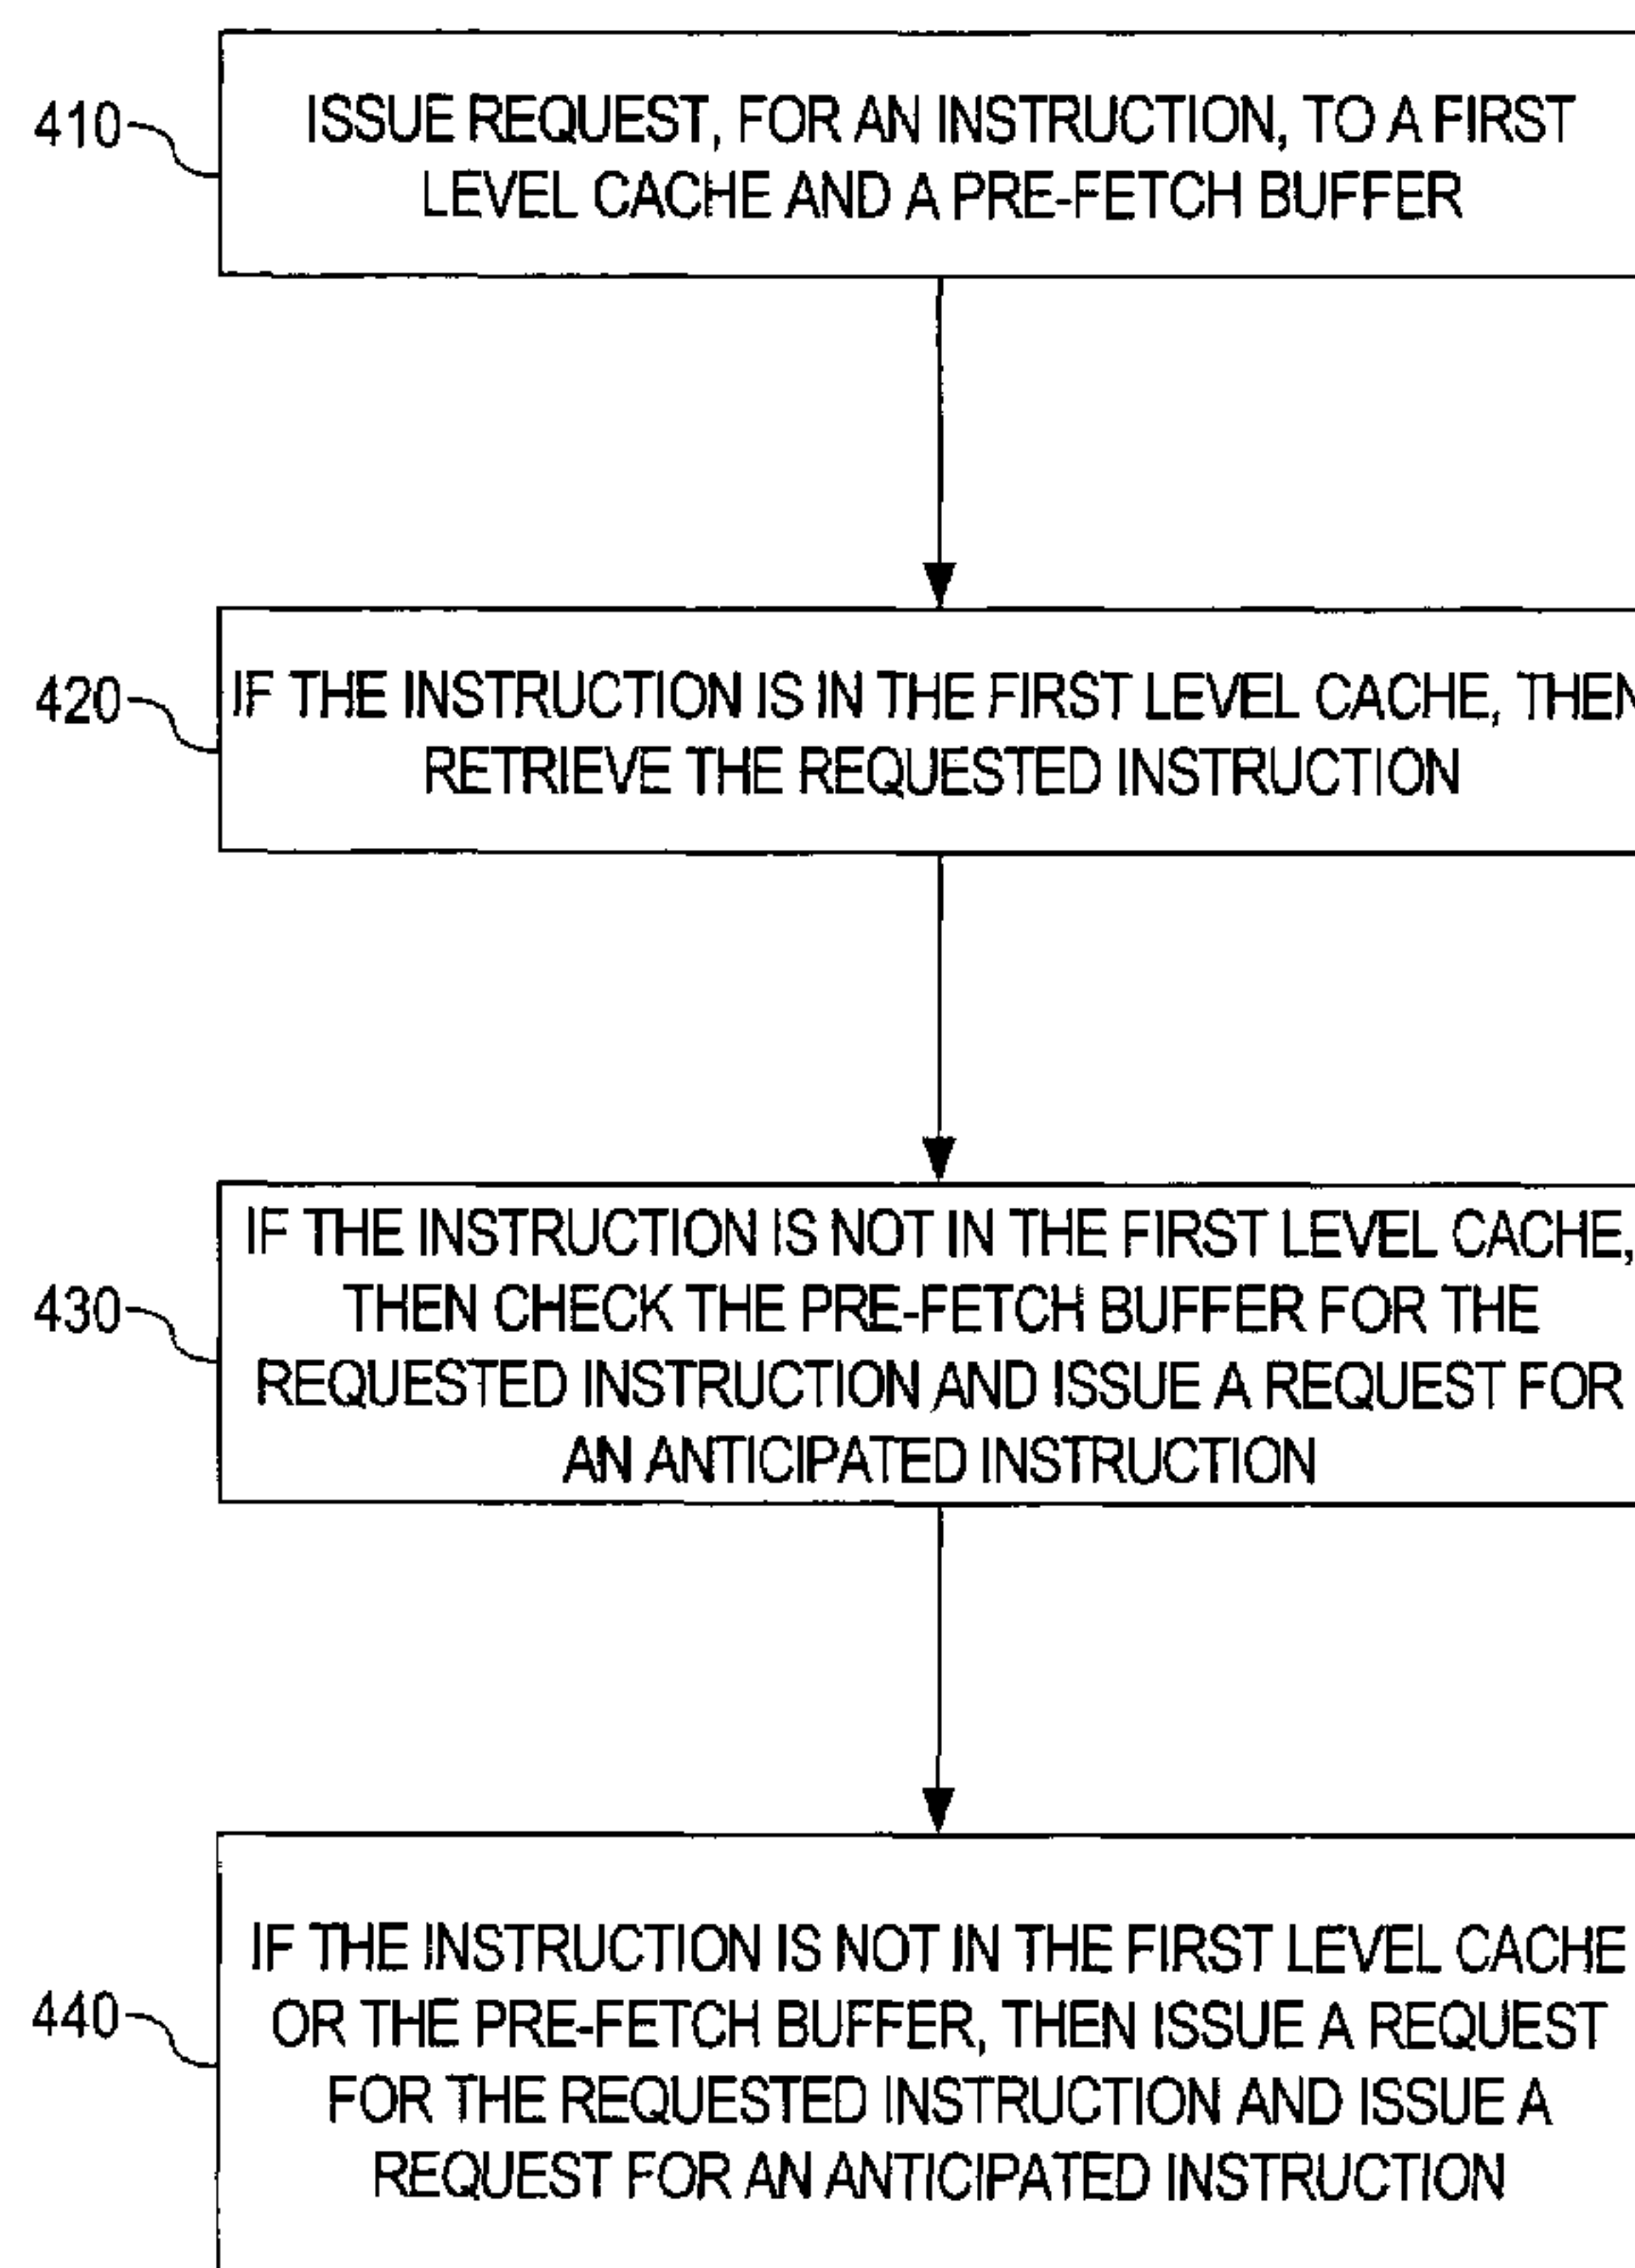 410
ISSUE REQUEST, FOR AN INSTRUCTION, TO A FIRST
LEVEL CACHE AND A PRE-FETCH BUFFER
420
IF THE INSTRUCTION IS IN THE FIRST LEVEL CACHE, THEN
RETRIEVE THE REQUESTED INSTRUCTION
430
IF THE INSTRUCTION IS NOT IN THE FIRST LEVEL CACHE,
THEN CHECK THE PRE-FETCH BUFFER FOR THE
REQUESTED INSTRUCTION AND ISSUE A REQUEST FOR
AN ANTICIPATED INSTRUCTION
440
IF THE INSTRUCTION IS NOT IN THE FIRST LEVEL CACHE
OR THE PRE-FETCH BUFFER, THEN ISSUE A REQUEST
FOR THE REQUESTED INSTRUCTION AND ISSUE A
REQUEST FOR AN ANTICIPATED INSTRUCTION